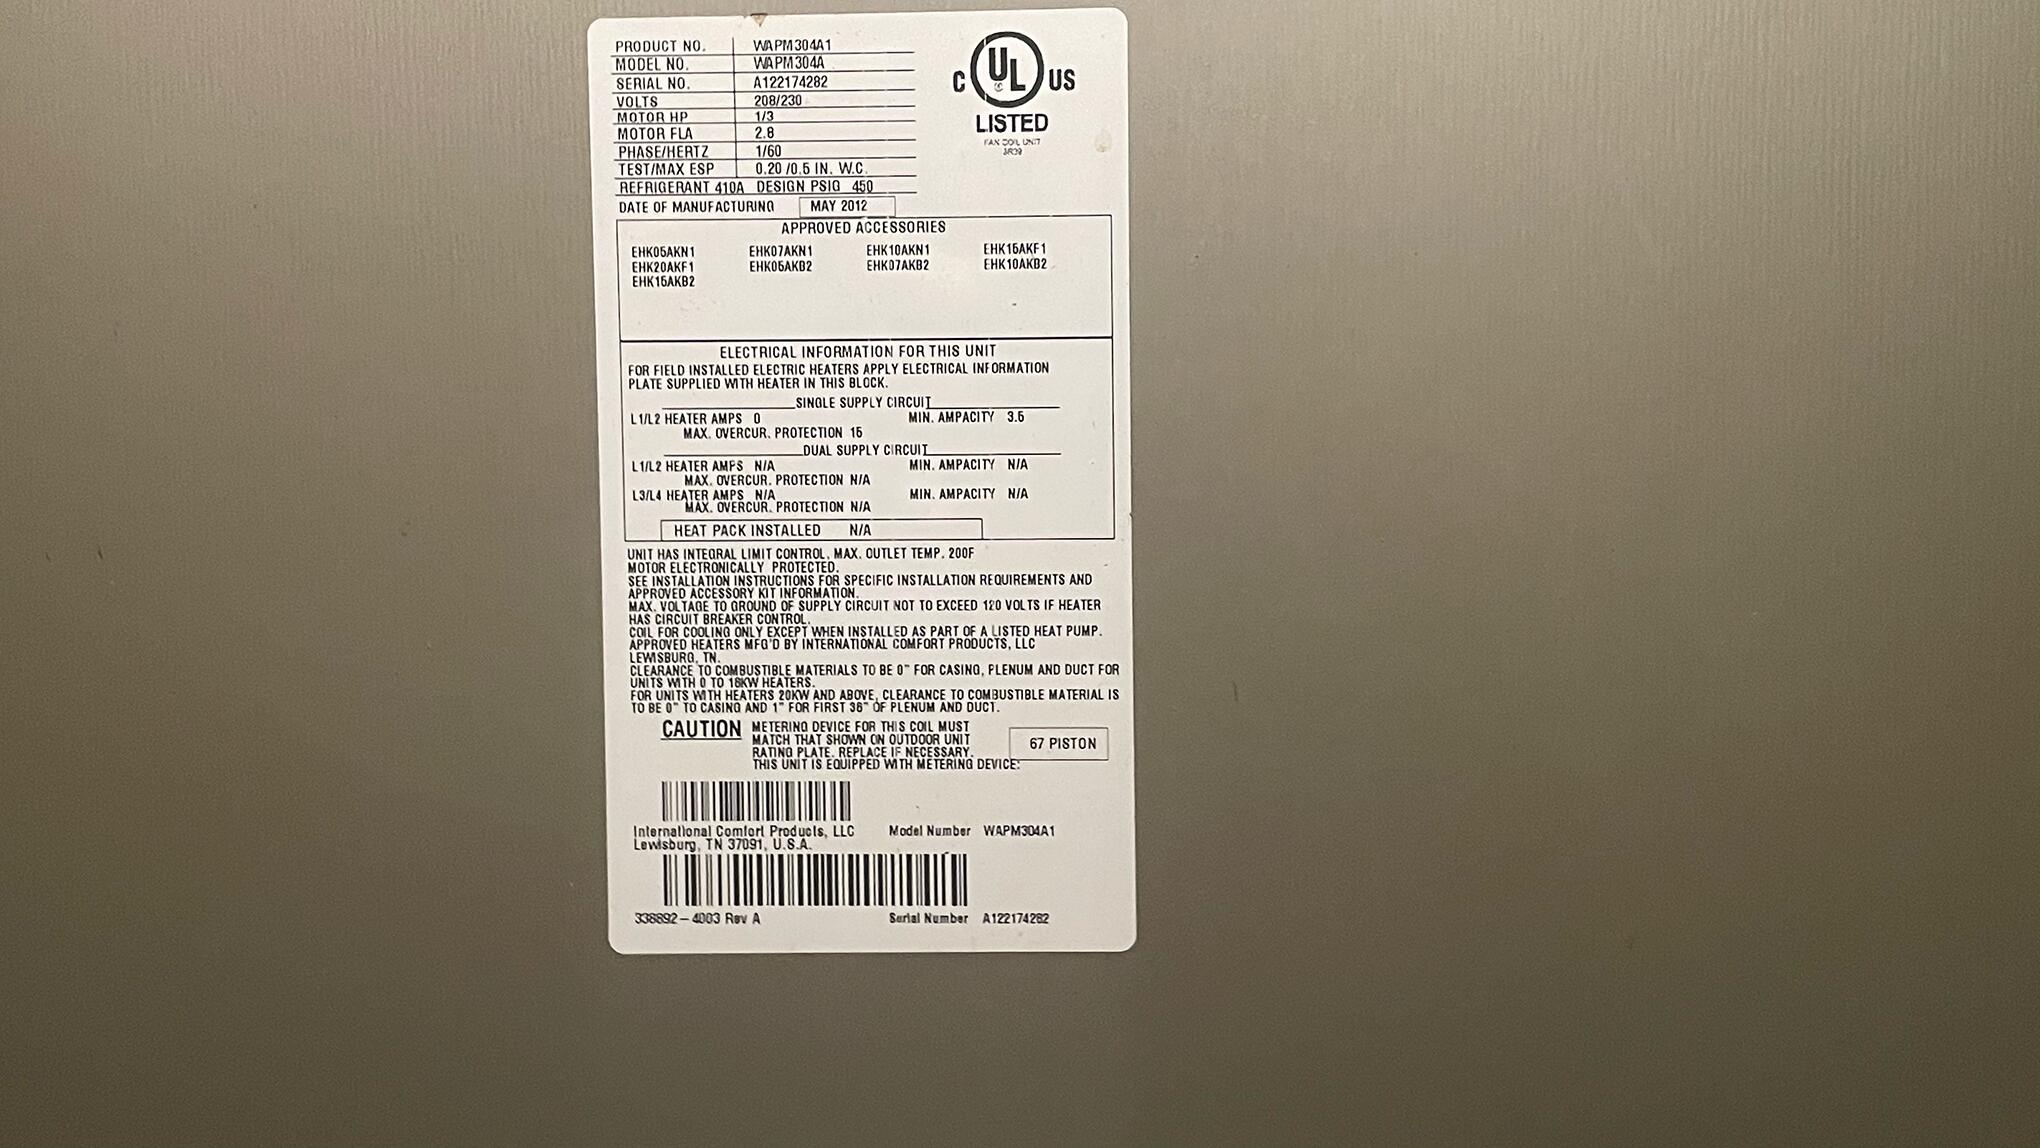 PRODUCT NO. WAPM304A1
MODEL NO. WAPM304A
SERIAL NO. A122174282
VOLTS 208/230
MOTOR HP 1/3
MOTOR FLA 2.8
PHASE/HERTZ 1/60
TEST/MAX ESP 0.20 /0.5 IN. W.C.
REFRIGERANT 410A DESIGN PSIG 450
DATE OF MANUFACTURING MAY 2012
C UL US
LISTED
FAN COIL UNIT
APPROVED ACCESSORIES
EHK05AKN1 EHK07AKN1 EHK10AKN1 EHK15AKF1
EHK20AKF1 EHK05AKB2 EHK07AKB2 EHK10AKB2
EHK15AKB2
ELECTRICAL INFORMATION FOR THIS UNIT
FOR FIELD INSTALLED ELECTRIC HEATERS APPLY ELECTRICAL INFORMATION
PLATE SUPPLIED WITH HEATER IN THIS BLOCK.
SINGLE SUPPLY CIRCUIT
L1/L2 HEATER AMPS 0 MIN. AMPACITY 3.5
MAX. OVERCUR. PROTECTION 15
DUAL SUPPLY CIRCUIT
L1/L2 HEATER AMPS N/A MIN. AMPACITY N/A
MAX. OVERCUR. PROTECTION N/A
L3/L4 HEATER AMPS N/A MIN. AMPACITY N/A
MAX. OVERCUR. PROTECTION N/A
HEAT PACK INSTALLED N/A
UNIT HAS INTEGRAL LIMIT CONTROL, MAX. OUTLET TEMP. 200F
MOTOR ELECTRONICALLY PROTECTED.
SEE INSTALLATION INSTRUCTIONS FOR SPECIFIC INSTALLATION REQUIREMENTS AND
APPROVED ACCESSORY KIT INFORMATION.
MAX. VOLTAGE TO GROUND OF SUPPLY CIRCUIT NOT TO EXCEED 120 VOLTS IF HEATER
HAS CIRCUIT BREAKER CONTROL.
COIL FOR COOLING ONLY EXCEPT WHEN INSTALLED AS PART OF A LISTED HEAT PUMP.
APPROVED HEATERS MFG'D BY INTERNATIONAL COMFORT PRODUCTS, LLC
LEWISBURG, TN.
CLEARANCE TO COMBUSTIBLE MATERIALS TO BE 0" FOR CASING, PLENUM AND DUCT FOR
UNITS WITH 0 TO 18KW HEATERS.
FOR UNITS WITH HEATERS 20KW AND ABOVE, CLEARANCE TO COMBUSTIBLE MATERIAL IS
TO BE 0" TO CASING AND 1" FOR FIRST 36" OF PLENUM AND DUCT.
CAUTION METERING DEVICE FOR THIS COIL MUST
MATCH THAT SHOWN ON OUTDOOR UNIT
RATING PLATE. REPLACE IF NECESSARY.
THIS UNIT IS EQUIPPED WITH METERING DEVICE: 67 PISTON
International Comfort Products, LLC Model Number WAPM304A1
Lewisburg, TN 37091, U.S.A.
338892-4003 Rev A Serial Number A122174282